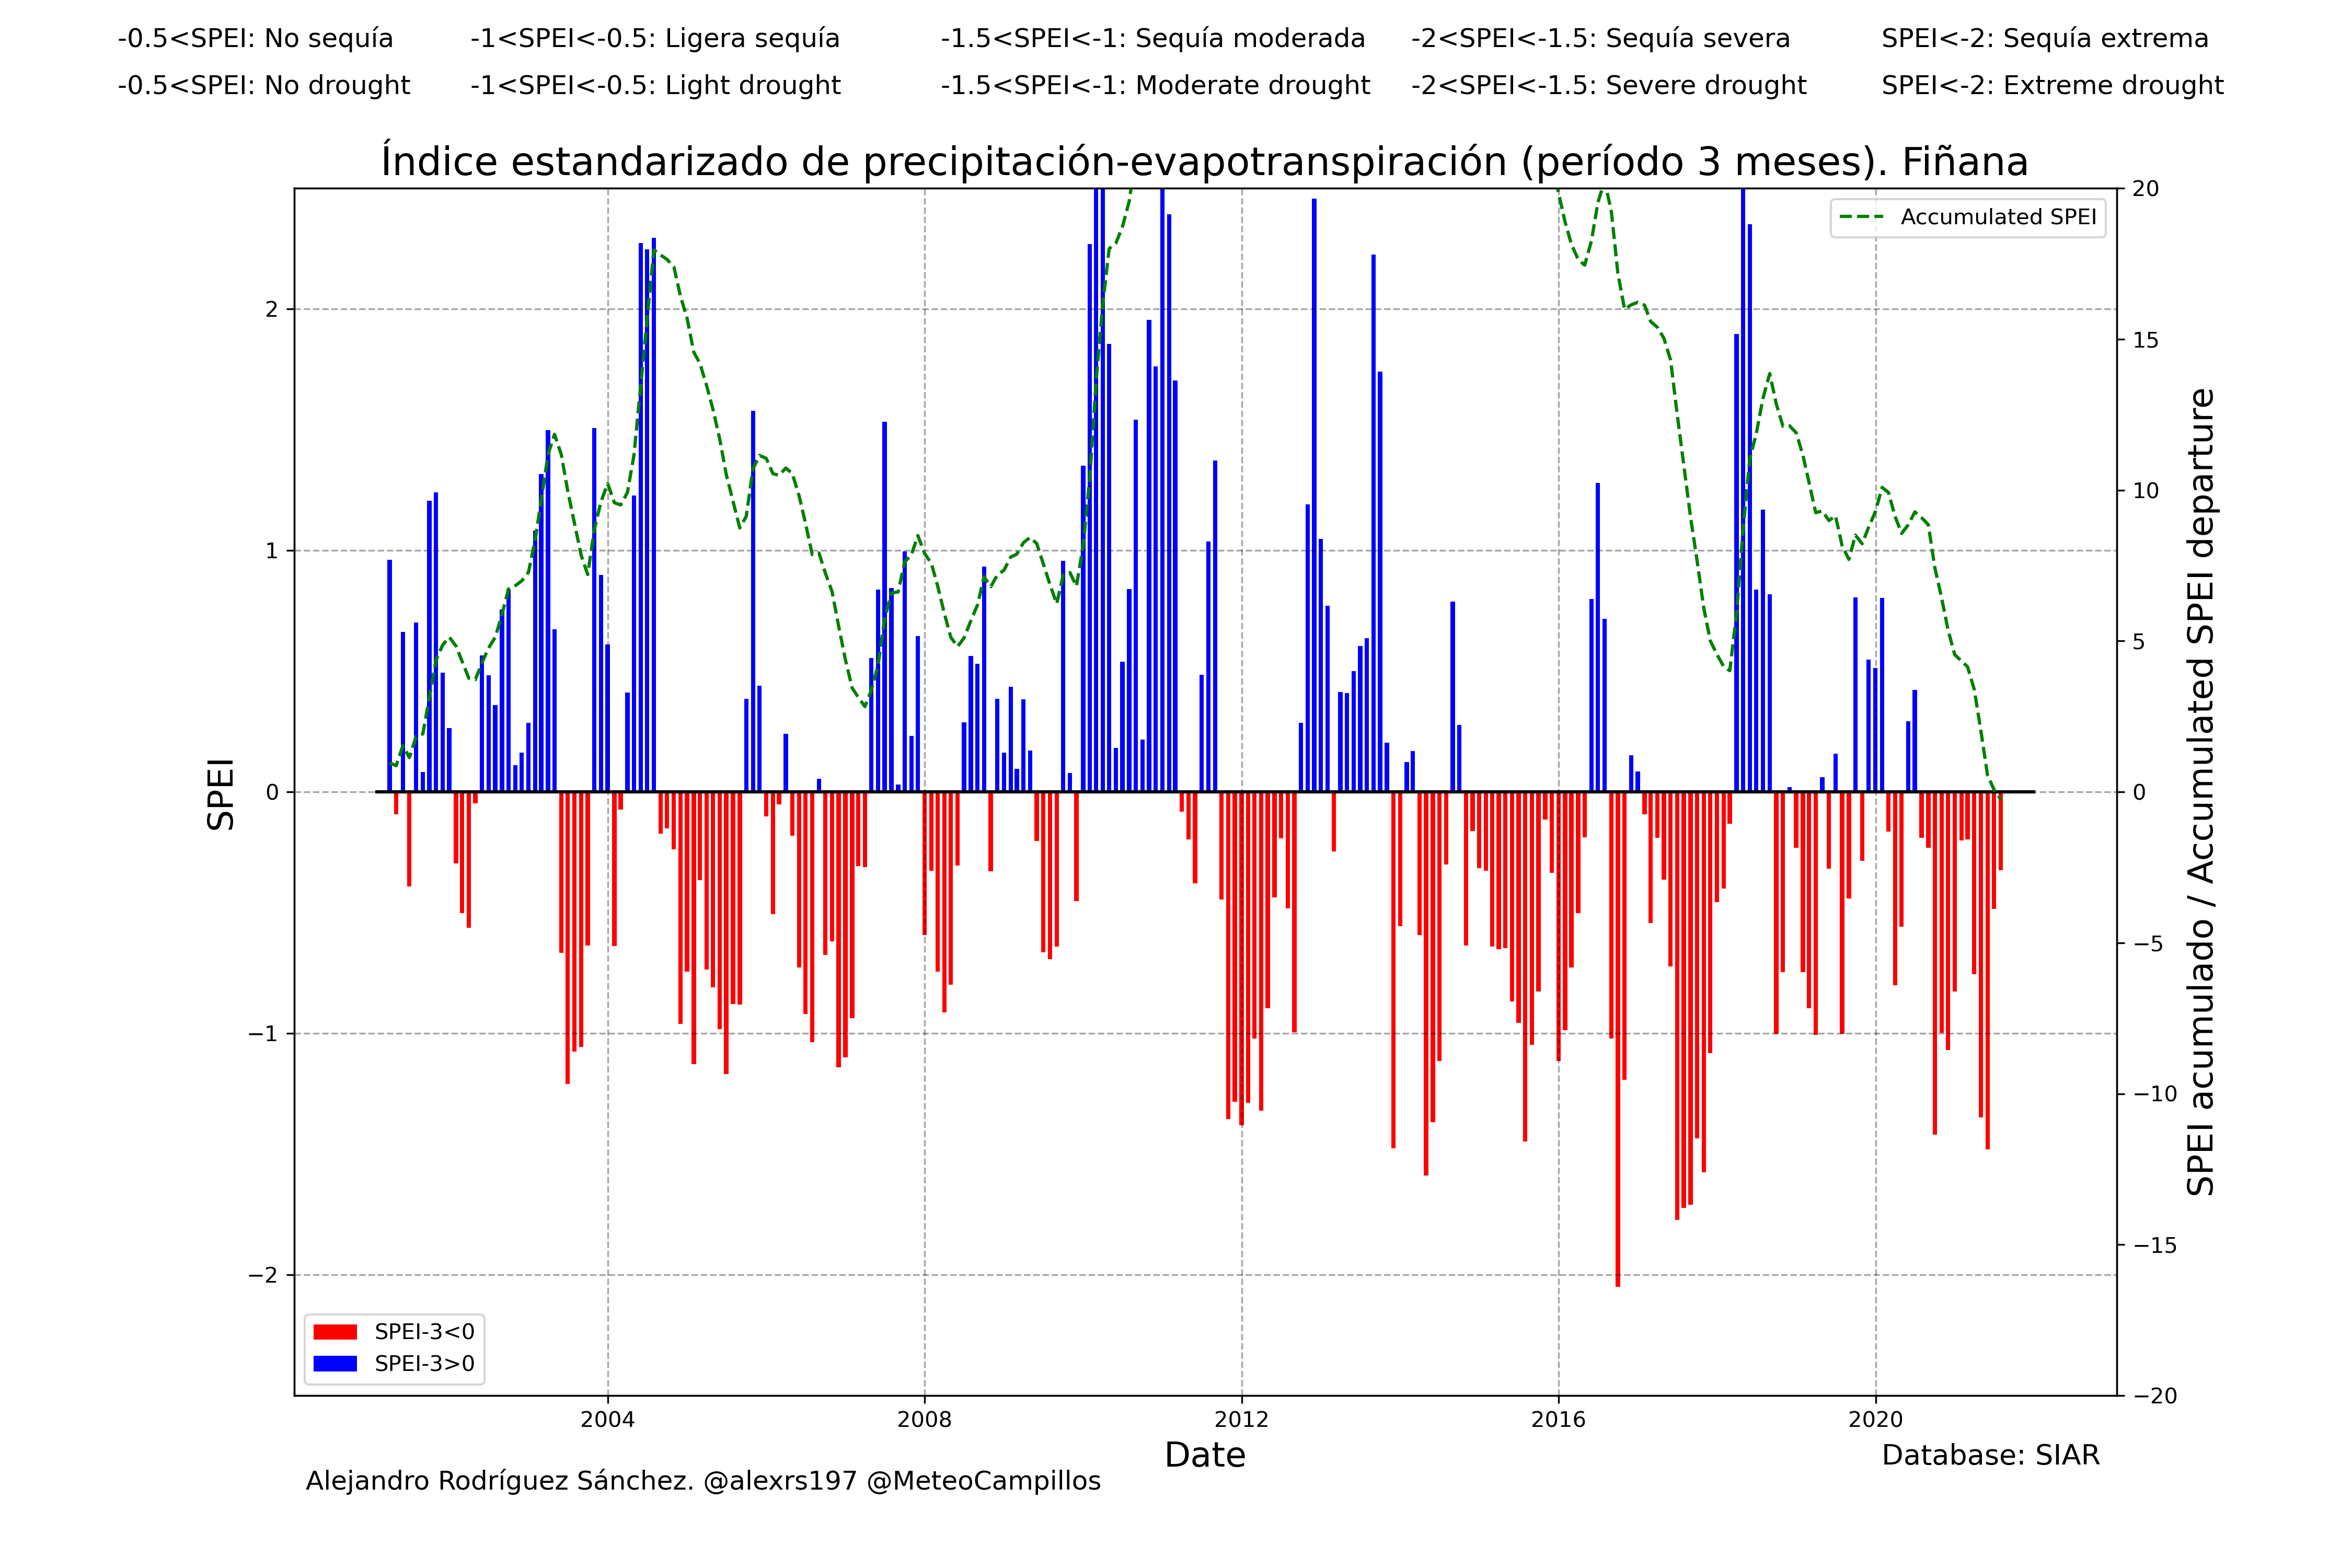 -0.5<SPEI: No sequía -1<SPEI<-0.5: Ligera sequía -1.5<SPEI<-1: Sequía moderada -2<SPEI<-1.5: Sequía severa SPEI<-2: Sequía extrema
-0.5<SPEI: No drought -1<SPEI<-0.5: Light drought -1.5<SPEI<-1: Moderate drought -2<SPEI<-1.5: Severe drought SPEI<-2: Extreme drought
Índice estandarizado de precipitación-evapotranspiración (período 3 meses). Fiñana
Accumulated SPEI
SPEI
2
1
0
−1
−2
20
15
10
5
0
−5
−10
−15
−20
SPEI acumulado / Accumulated SPEI departure
SPEI-3<0
SPEI-3>0
2004 2008 2012 2016 2020
Date
Database: SIAR
Alejandro Rodríguez Sánchez. @alexrs197 @MeteoCampillos